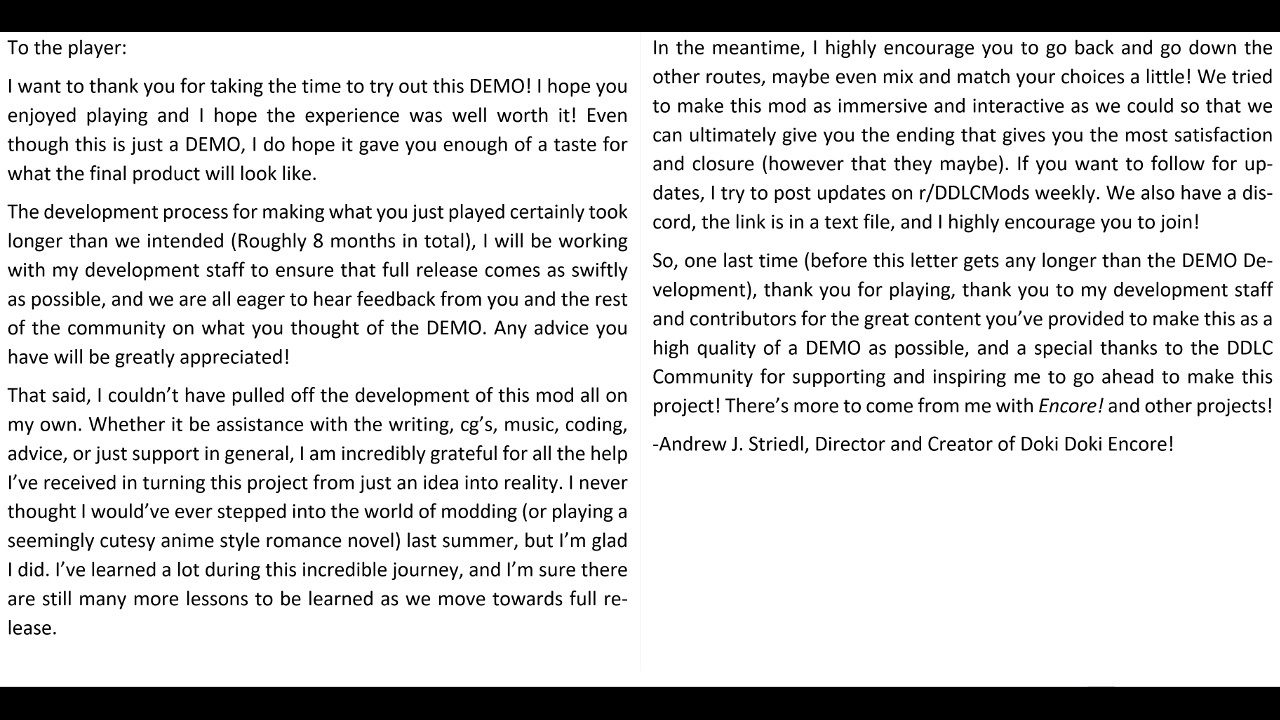 To the player:
I want to thank you for taking the time to try out this DEMO! I hope you
enjoyed playing and I hope the experience was well worth it! Even
though this is just a DEMO, I do hope it gave you enough of a taste for
what the final product will look like.
The development process for making what you just played certainly took
longer than we intended (Roughly 8 months in total), I will be working
with my development staff to ensure that full release comes as swiftly
as possible, and we are all eager to hear feedback from you and the rest
of the community on what you thought of the DEMO. Any advice you
have will be greatly appreciated!
That said, I couldn’t have pulled off the development of this mod all on
my own. Whether it be assistance with the writing, cg’s, music, coding,
advice, or just support in general, I am incredibly grateful for all the help
I’ve received in turning this project from just an idea into reality. I never
thought I would’ve ever stepped into the world of modding (or playing a
seemingly cutesy anime style romance novel) last summer, but I’m glad
I did. I’ve learned a lot during this incredible journey, and I’m sure there
are still many more lessons to be learned as we move towards full re-
lease.
In the meantime, I highly encourage you to go back and go down the
other routes, maybe even mix and match your choices a little! We tried
to make this mod as immersive and interactive as we could so that we
can ultimately give you the ending that gives you the most satisfaction
and closure (however that they maybe). If you want to follow for up-
dates, I try to post updates on r/DDLCMods weekly. We also have a dis-
cord, the link is in a text file, and I highly encourage you to join!
So, one last time (before this letter gets any longer than the DEMO De-
velopment), thank you for playing, thank you to my development staff
and contributors for the great content you’ve provided to make this as a
high quality of a DEMO as possible, and a special thanks to the DDLC
Community for supporting and inspiring me to go ahead to make this
project! There’s more to come from me with Encore! and other projects!
-Andrew J. Striedl, Director and Creator of Doki Doki Encore!